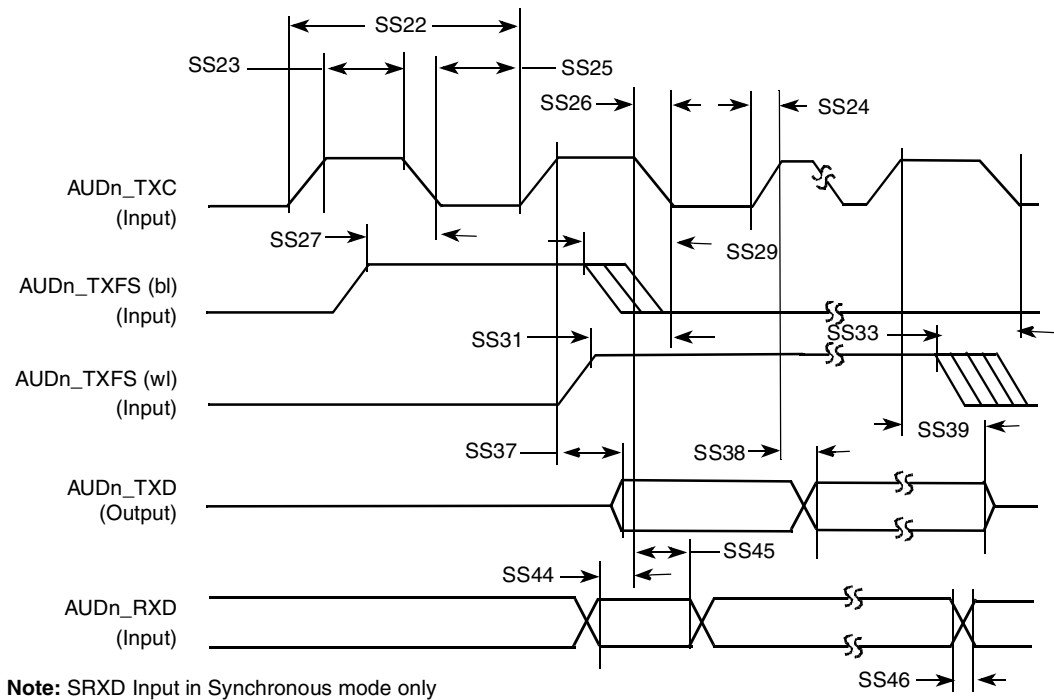 SS22
SS23
SS25
SS26
SS24
AUDn_TXC
(Input)
SS27
SS29
AUDn_TXFS (bl)
(Input)
SS31
SS33
AUDn_TXFS (wl)
(Input)
SS39
SS37
SS38
AUDn_TXD
(Output)
SS45
SS44
AUDn_RXD
(Input)
SS46
Note: SRXD Input in Synchronous mode only